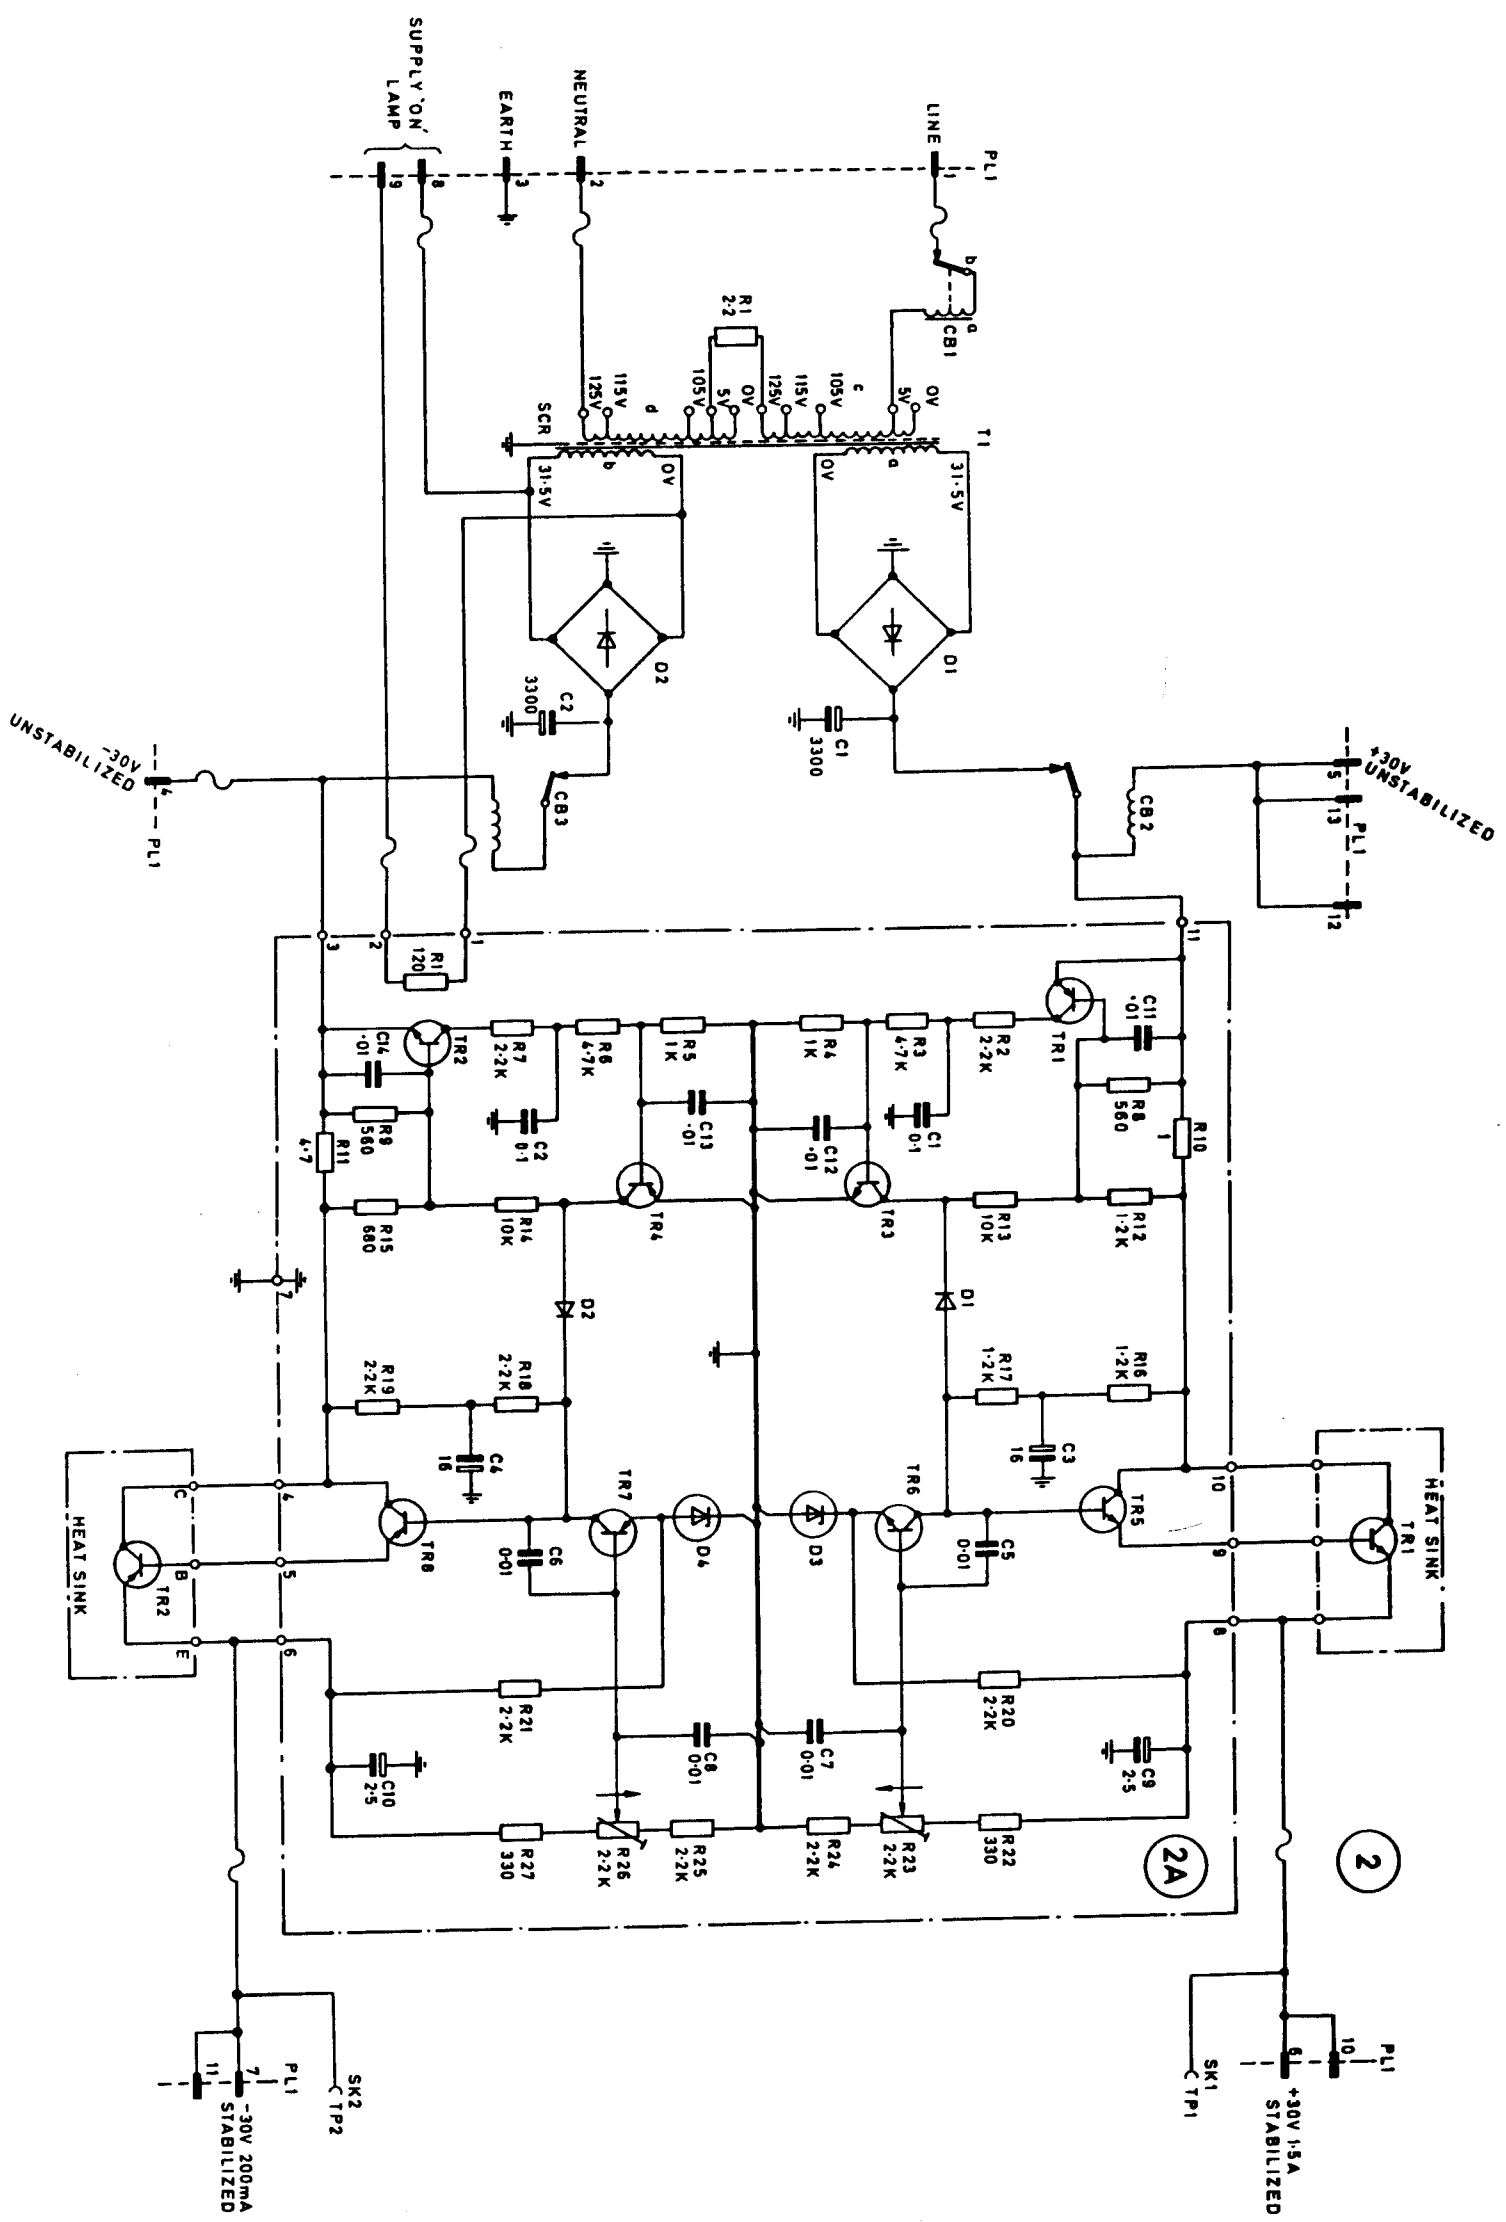 PL1
LINE
1
NEUTRAL
2
EARTH
3
SUPPLY 'ON'
LAMP
8
9
b
a
CB1
R1
2·2
T1
0V
5V
105V
c
115V
125V
0V
5V
105V
d
115V
125V
SCR
31·5V
a
0V
0V
b
31·5V
D1
C1
3300
D2
C2
3300
+30V
UNSTABILIZED
5
13
PL1
12
CB2
CB3
-30V
UNSTABILIZED
4
PL1
11
1
2
3
R1
120
TR1
C11
·01
R8
560
R10
1
R12
1·2K
R2
2·2K
R3
4·7K
C1
0·1
R4
1K
C12
·01
TR3
R13
10K
R5
1K
C13
·01
R6
4·7K
R7
2·2K
C2
0·1
TR2
C14
·01
R9
560
R11
4·7
R15
680
R14
10K
TR4
D1
D2
7
R16
1·2K
R17
1·2K
C3
16
R18
2·2K
R19
2·2K
C4
16
TR5
TR6
C5
0·01
D3
D4
TR7
C6
0·01
TR8
10
9
8
HEAT SINK
TR1
4
5
6
C
B
E
TR2
HEAT SINK
R20
2·2K
C9
2·5
C7
0·01
R22
330
R23
2·2K
R24
2·2K
R21
2·2K
C10
2·5
C8
0·01
R25
2·2K
R26
2·2K
R27
330
2
2A
PL1
10
6
+30V 1·5A
STABILIZED
SK1
TP1
SK2
TP2
PL1
7
11
-30V 200mA
STABILIZED